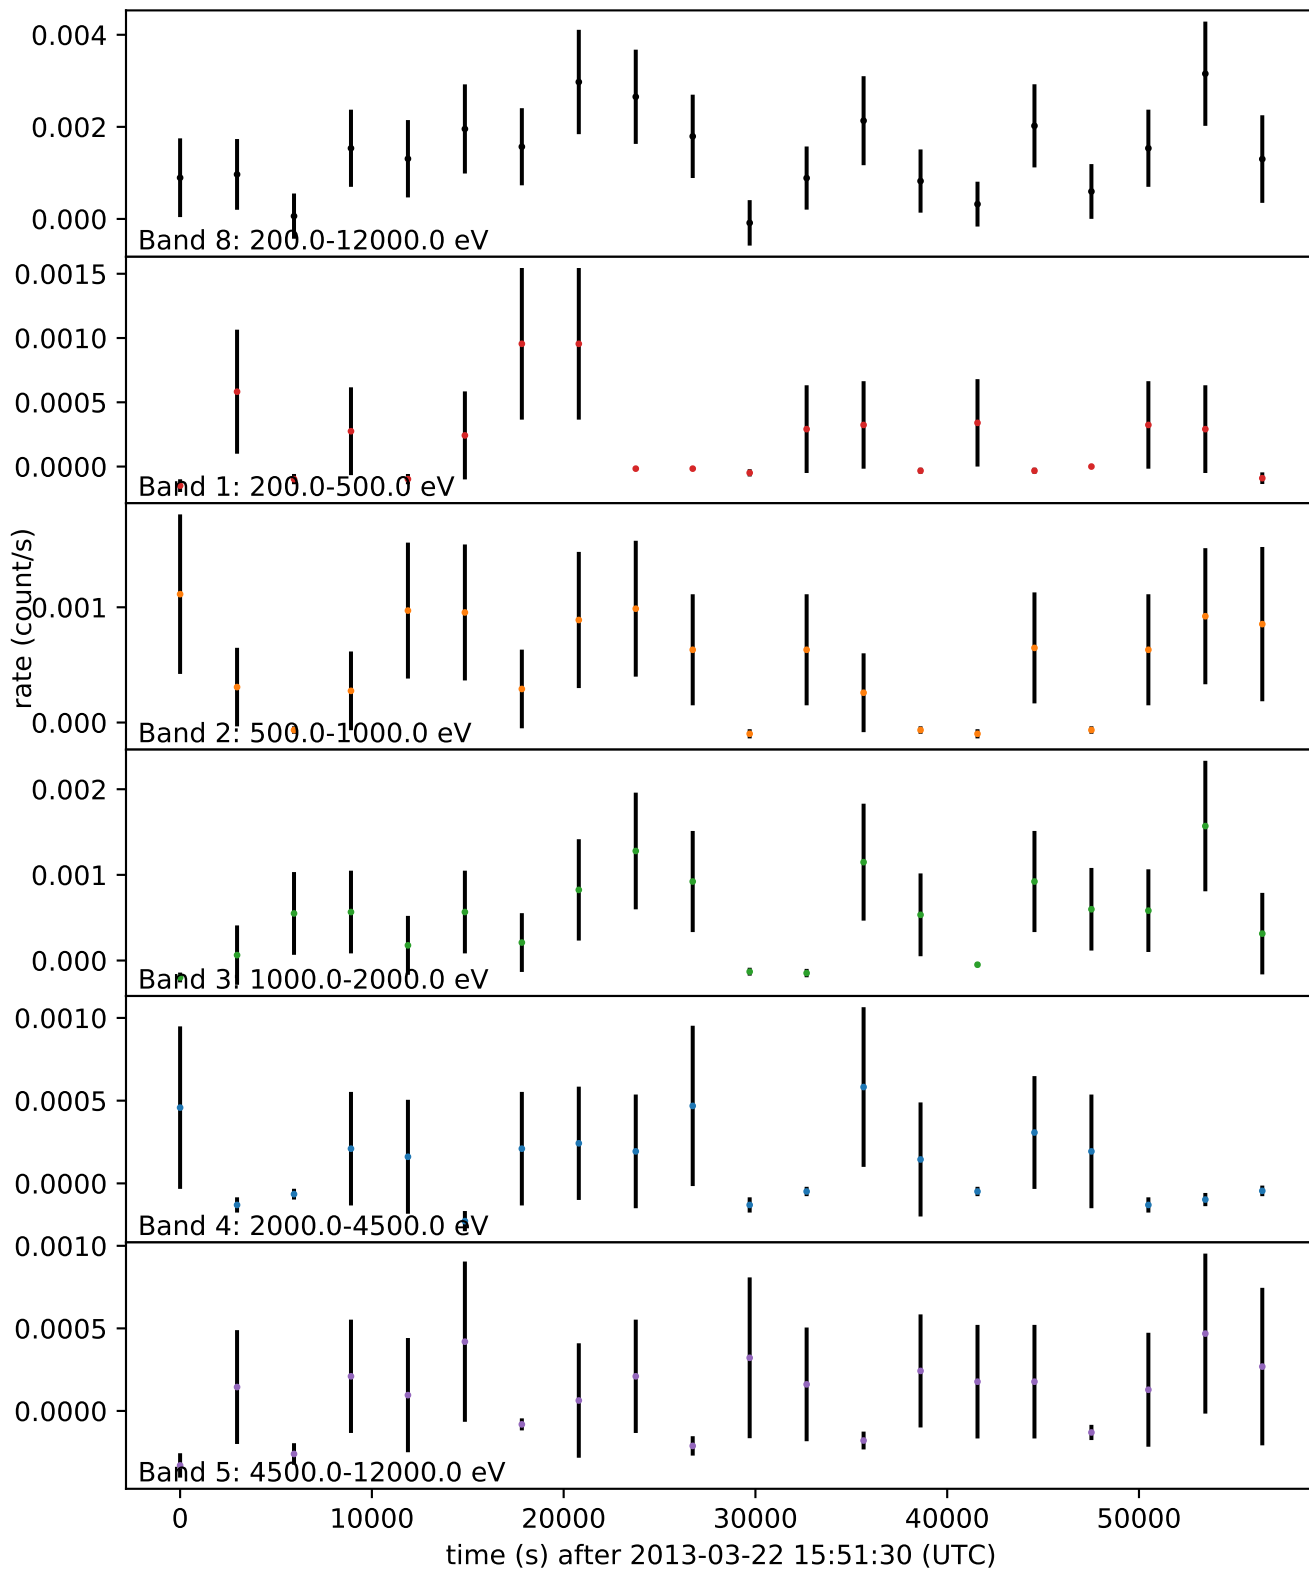 0.004
0.002
0.000
Band 8: 200.0-12000.0 eV
0.0015
0.0010
0.0005
0.0000
Band 1: 200.0-500.0 eV
rate (count/s)
0.001
0.000
Band 2: 500.0-1000.0 eV
0.002
0.001
0.000
Band 3: 1000.0-2000.0 eV
0.0010
0.0005
0.0000
Band 4: 2000.0-4500.0 eV
0.0010
0.0005
0.0000
Band 5: 4500.0-12000.0 eV
0 10000 20000 30000 40000 50000
time (s) after 2013-03-22 15:51:30 (UTC)